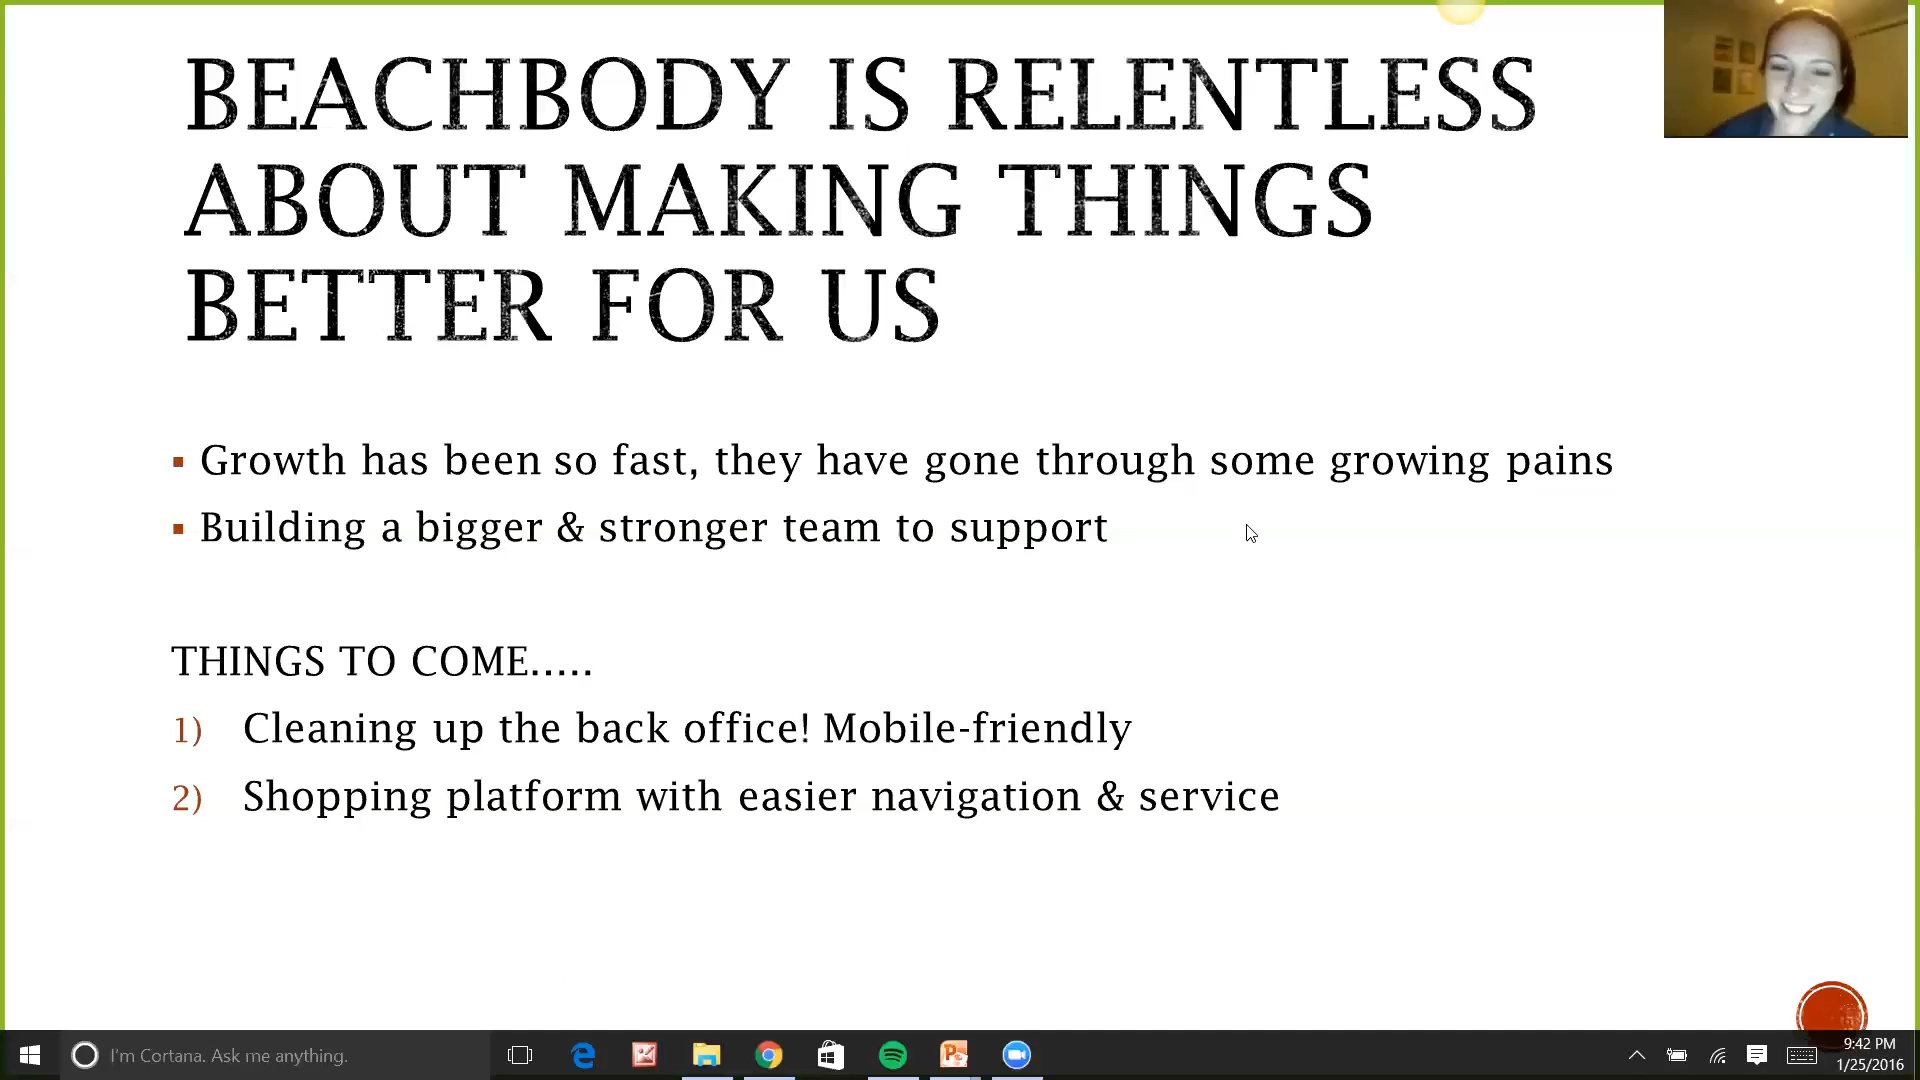 BEACHBODY IS RELENTLESS
ABOUT MAKING THINGS
BETTER FOR US
▪ Growth has been so fast, they have gone through some growing pains
▪ Building a bigger & stronger team to support
THINGS TO COME.....
1) Cleaning up the back office! Mobile-friendly
2) Shopping platform with easier navigation & service
I'm Cortana. Ask me anything.
9:42 PM
1/25/2016